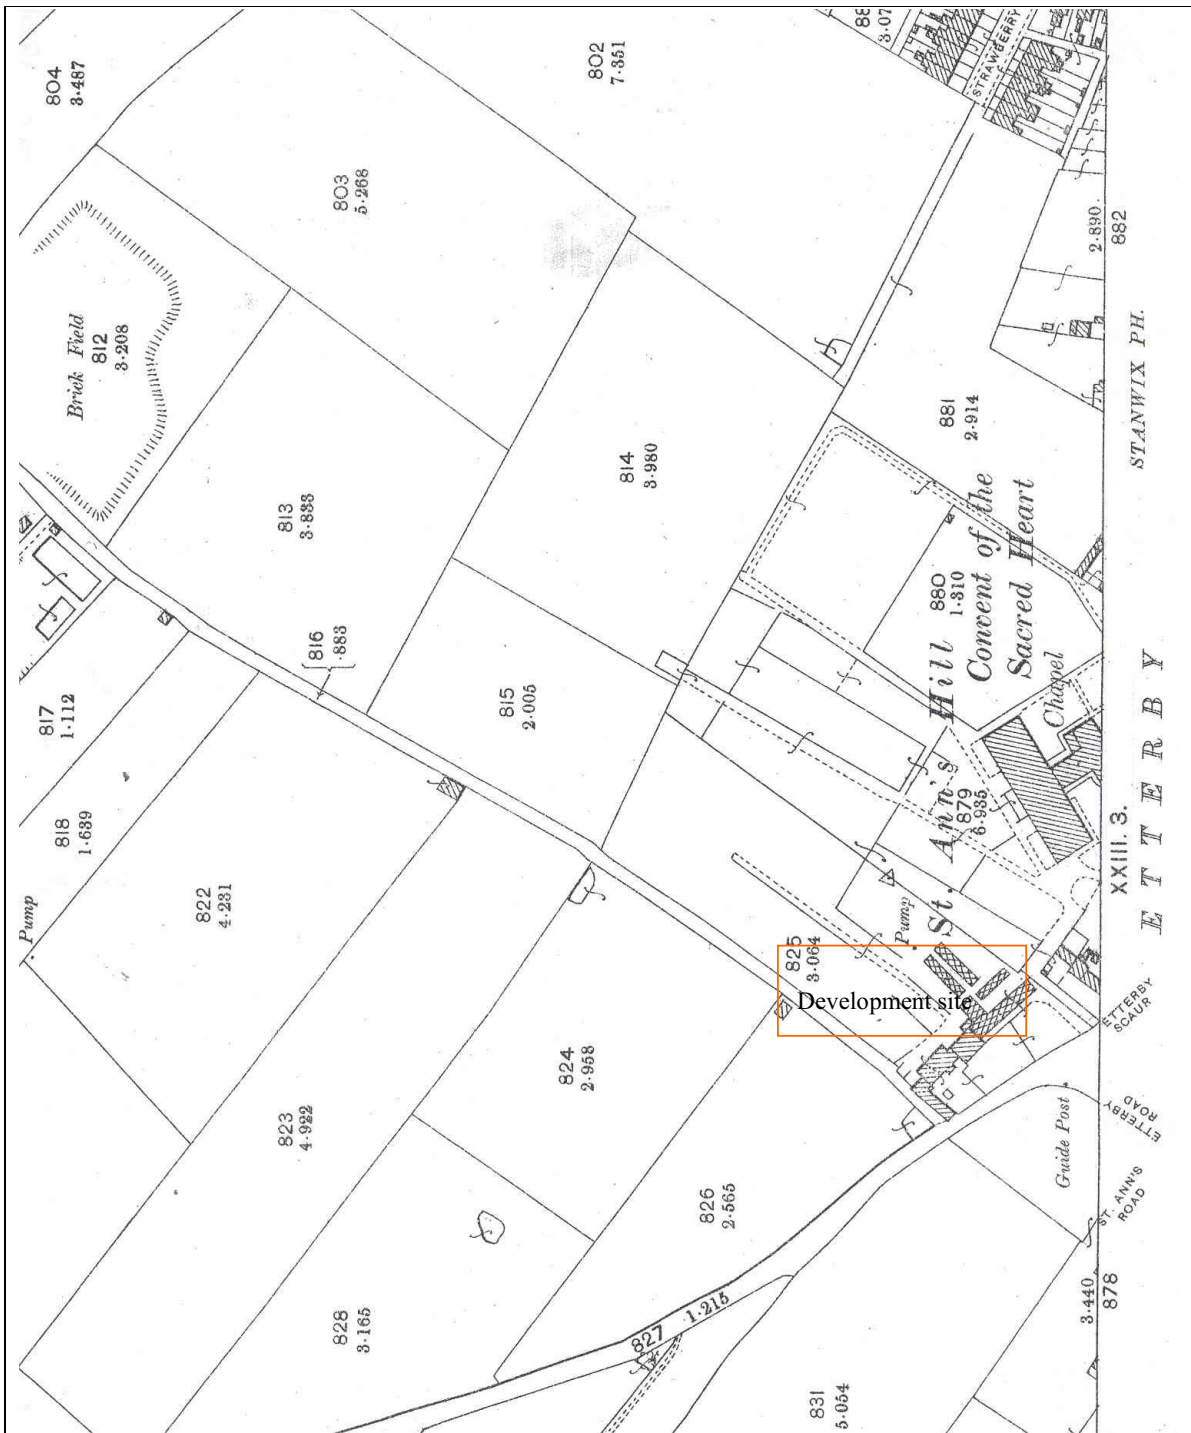 804
3·487
802
7·351
3·07
STRAWBERRY
803
5·268
Brick Field
812
3·208
2·890
882
STANWIX PH.
881
2·914
814
3·980
813
3·833
880
1·310
St. Ann's Hill
Convent of the
Sacred Heart
Chapel
816
·883
815
2·005
817
1·112
818
1·639
Pump
822
4·231
879
6·935
XXIII. 3.
ETTERBY
Pump
825
3·064
Development site
ETTERBY
SCAUR
824
2·958
823
4·922
ETTERBY
ROAD
Guide Post
ST. ANN'S
ROAD
826
2·565
827
1·215
828
3·165
3·440
878
831
5·054